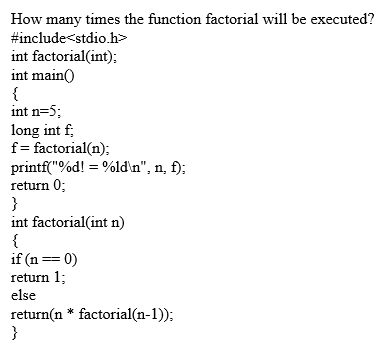 How many times the function factorial will be executed?
#include<stdio.h>
int factorial(int);
int main()
{
int n=5;
long int f;
f = factorial(n);
printf("%d! = %ld\n", n, f);
return 0;
}
int factorial(int n)
{
if (n == 0)
return 1;
else
return(n * factorial(n-1));
}